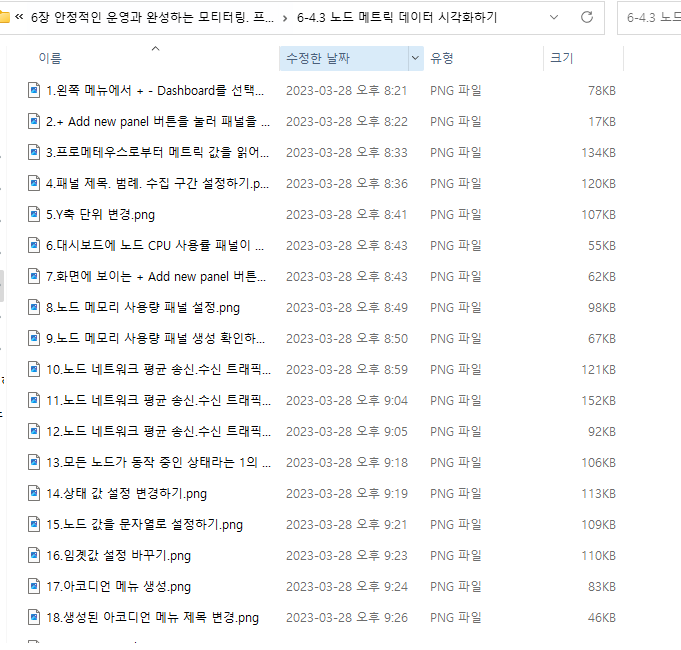 « 6장 안정적인 운영과 완성하는 모티터링. 프... › 6-4.3 노드 메트릭 데이터 시각화하기 6-4.3 노드
이름 수정한 날짜 유형 크기
1.왼쪽 메뉴에서 + - Dashboard를 선택... 2023-03-28 오후 8:21 PNG 파일 78KB
2.+ Add new panel 버튼을 눌러 패널을 ... 2023-03-28 오후 8:22 PNG 파일 17KB
3.프로메테우스로부터 메트릭 값을 읽어... 2023-03-28 오후 8:33 PNG 파일 134KB
4.패널 제목. 범례. 수집 구간 설정하기.p... 2023-03-28 오후 8:36 PNG 파일 120KB
5.Y축 단위 변경.png 2023-03-28 오후 8:41 PNG 파일 107KB
6.대시보드에 노드 CPU 사용률 패널이 ... 2023-03-28 오후 8:43 PNG 파일 55KB
7.화면에 보이는 + Add new panel 버튼... 2023-03-28 오후 8:43 PNG 파일 62KB
8.노드 메모리 사용량 패널 설정.png 2023-03-28 오후 8:49 PNG 파일 98KB
9.노드 메모리 사용량 패널 생성 확인하... 2023-03-28 오후 8:50 PNG 파일 67KB
10.노드 네트워크 평균 송신.수신 트래픽... 2023-03-28 오후 8:59 PNG 파일 121KB
11.노드 네트워크 평균 송신.수신 트래픽... 2023-03-28 오후 9:04 PNG 파일 152KB
12.노드 네트워크 평균 송신.수신 트래픽... 2023-03-28 오후 9:05 PNG 파일 92KB
13.모든 노드가 동작 중인 상태라는 1의 ... 2023-03-28 오후 9:18 PNG 파일 106KB
14.상태 값 설정 변경하기.png 2023-03-28 오후 9:19 PNG 파일 113KB
15.노드 값을 문자열로 설정하기.png 2023-03-28 오후 9:21 PNG 파일 109KB
16.임곗값 설정 바꾸기.png 2023-03-28 오후 9:23 PNG 파일 110KB
17.아코디언 메뉴 생성.png 2023-03-28 오후 9:24 PNG 파일 83KB
18.생성된 아코디언 메뉴 제목 변경.png 2023-03-28 오후 9:26 PNG 파일 46KB